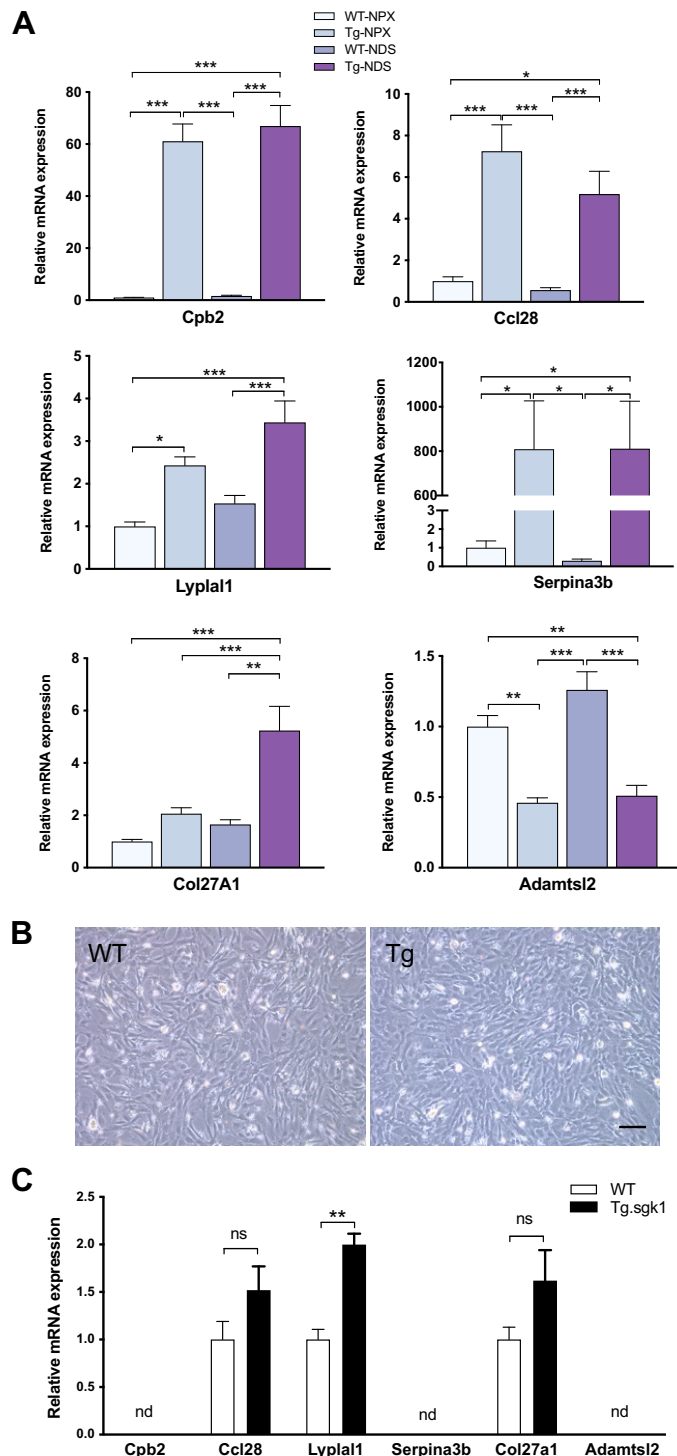 A
WT-NPX
Tg-NPX
WT-NDS
Tg-NDS
Relative mRNA expression
80
60
40
20
0
***
***
***
***
Cpb2
Relative mRNA expression
10
8
6
4
2
0
*
***
***
***
Ccl28
Relative mRNA expression
5
4
3
2
1
0
***
***
*
Lyplal1
Relative mRNA expression
1200
1000
800
600
3
2
1
0
*
*
*
*
Serpina3b
Relative mRNA expression
8
6
4
2
0
***
***
**
Col27A1
Relative mRNA expression
1.5
1.0
0.5
0.0
**
***
***
**
Adamtsl2
B
WT
Tg
C
WT
Tg.sgk1
Relative mRNA expression
2.5
2.0
1.5
1.0
0.5
0.0
nd
ns
**
nd
ns
nd
Cpb2 Ccl28 Lyplal1 Serpina3b Col27a1 Adamtsl2